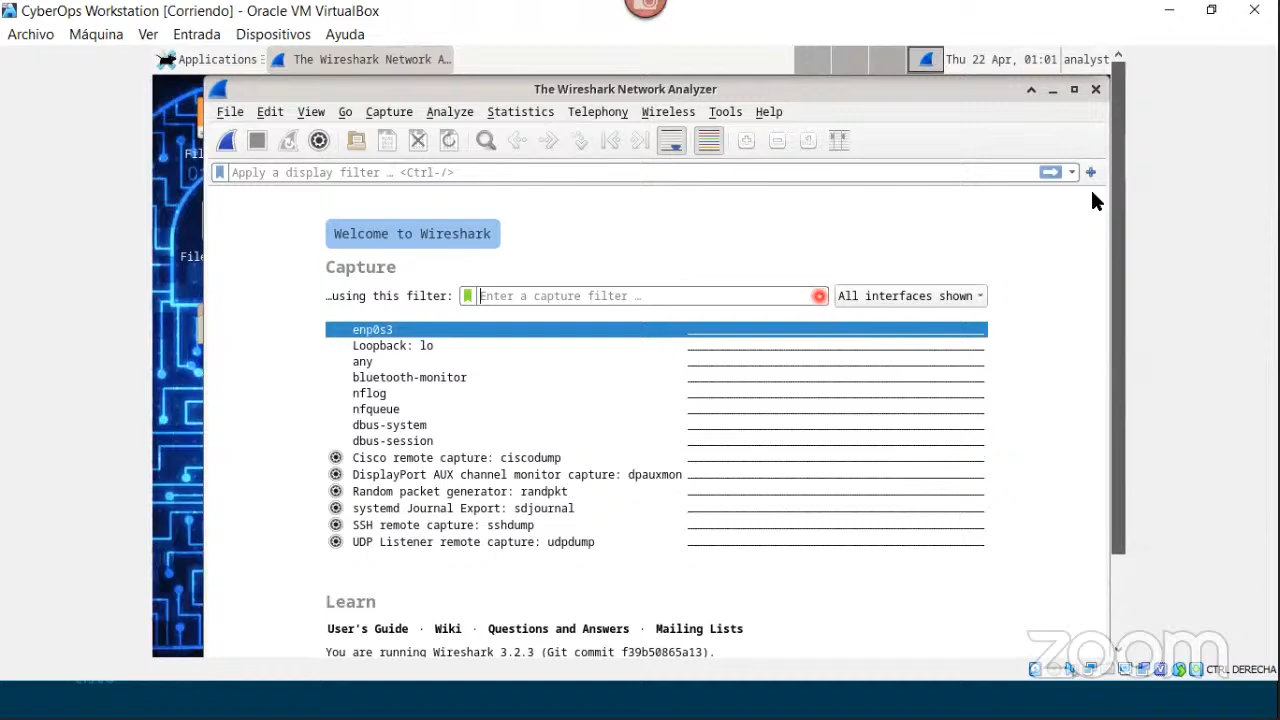 CyberOps Workstation [Corriendo] - Oracle VM VirtualBox
Archivo Máquina Ver Entrada Dispositivos Ayuda
Applications The Wireshark Network A... Thu 22 Apr, 01:01 analyst
The Wireshark Network Analyzer
File Edit View Go Capture Analyze Statistics Telephony Wireless Tools Help
Apply a display filter … <Ctrl-/>
Welcome to Wireshark
Capture
…using this filter: Enter a capture filter … All interfaces shown
enp0s3
Loopback: lo
any
bluetooth-monitor
nflog
nfqueue
dbus-system
dbus-session
Cisco remote capture: ciscodump
DisplayPort AUX channel monitor capture: dpauxmon
Random packet generator: randpkt
systemd Journal Export: sdjournal
SSH remote capture: sshdump
UDP Listener remote capture: udpdump
Learn
User's Guide · Wiki · Questions and Answers · Mailing Lists
You are running Wireshark 3.2.3 (Git commit f39b50865a13).
zoom
CTRL DERECHA